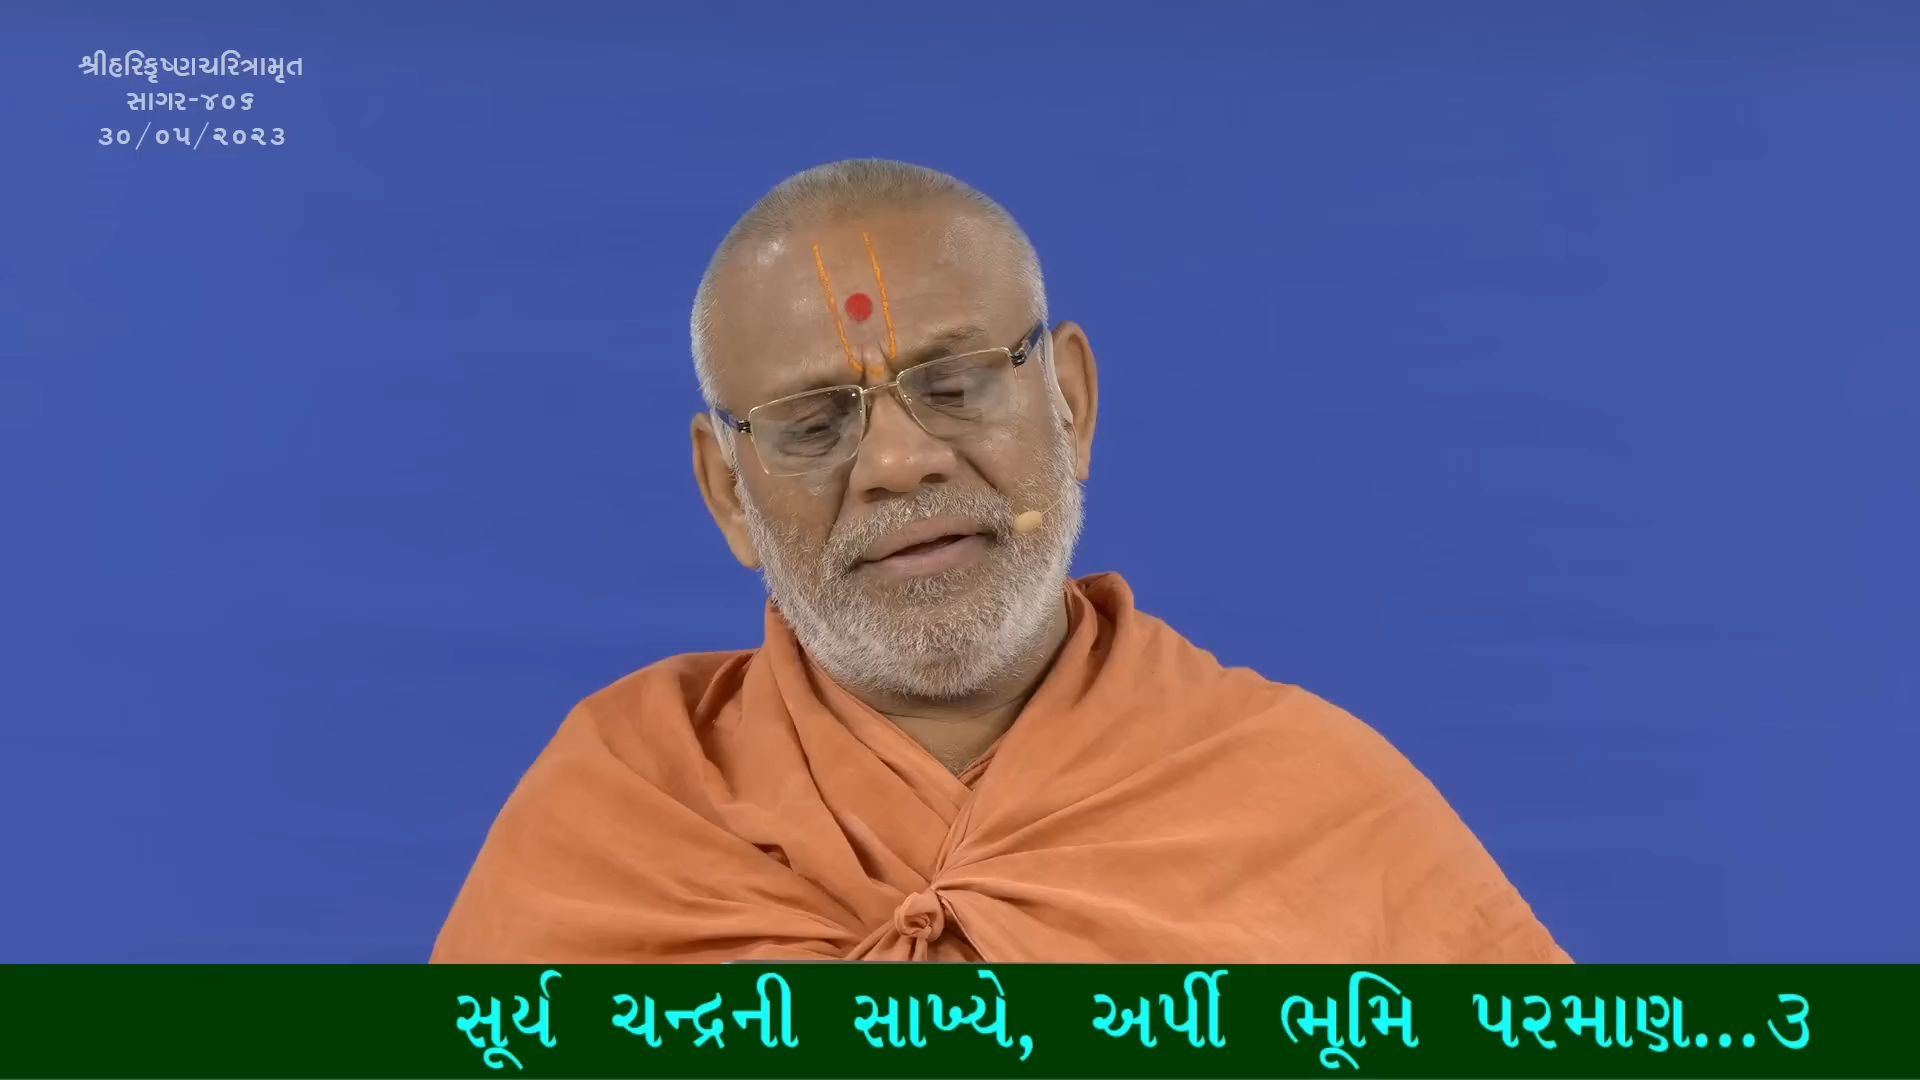 શ્રીહરિકૃષ્ણચરિત્રામૃત
સાગર-૪૦૬
૩૦/૦૫/૨૦૨૩
સૂર્ય ચન્દ્રની સાખ્યે, અર્પી ભૂમિ પરમાણ...૩